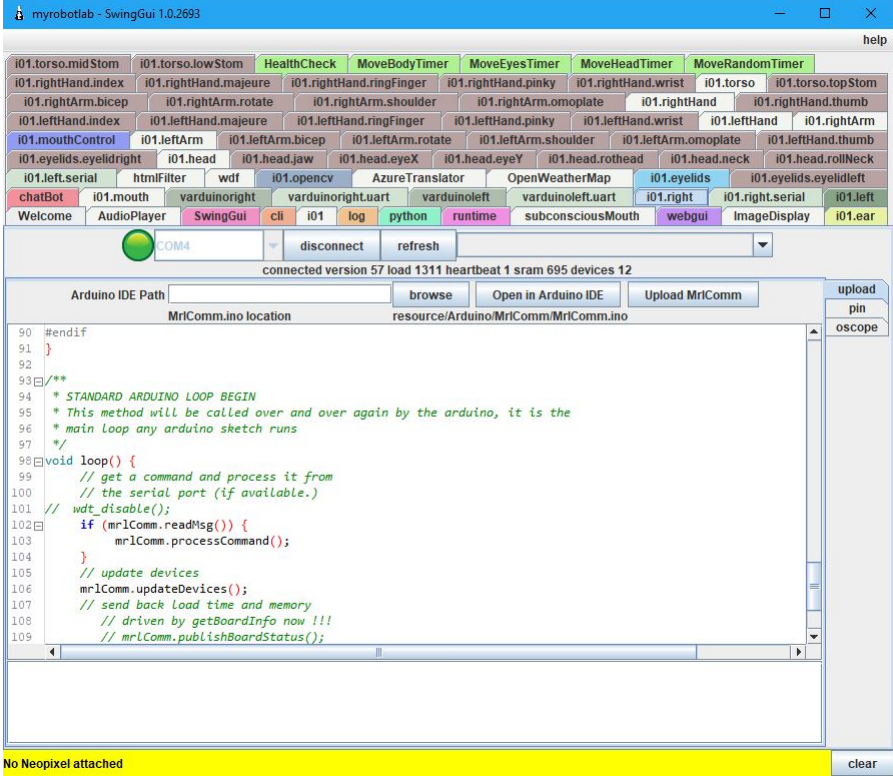 myrobotlab - SwingGui 1.0.2693
help
i01.torso.midStom i01.torso.lowStom HealthCheck MoveBodyTimer MoveEyesTimer MoveHeadTimer MoveRandomTimer
i01.rightHand.index i01.rightHand.majeure i01.rightHand.ringFinger i01.rightHand.pinky i01.rightHand.wrist i01.torso i01.torso.topStom
i01.rightArm.bicep i01.rightArm.rotate i01.rightArm.shoulder i01.rightArm.omoplate i01.rightHand i01.rightHand.thumb
i01.leftHand.index i01.leftHand.majeure i01.leftHand.ringFinger i01.leftHand.pinky i01.leftHand.wrist i01.leftHand i01.rightArm
i01.mouthControl i01.leftArm i01.leftArm.bicep i01.leftArm.rotate i01.leftArm.shoulder i01.leftArm.omoplate i01.leftHand.thumb
i01.eyelids.eyelidright i01.head i01.head.jaw i01.head.eyeX i01.head.eyeY i01.head.rothead i01.head.neck i01.head.rollNeck
i01.left.serial htmlFilter wdf i01.opencv AzureTranslator OpenWeatherMap i01.eyelids i01.eyelids.eyelidleft
chatBot i01.mouth varduinoright varduinoright.uart varduinoleft varduinoleft.uart i01.right i01.right.serial i01.left
Welcome AudioPlayer SwingGui cli i01 log python runtime subconsciousMouth webgui ImageDisplay i01.ear
COM4 disconnect refresh
connected version 57 load 1311 heartbeat 1 sram 695 devices 12
upload
pin
oscope
Arduino IDE Path browse Open in Arduino IDE Upload MrlComm
MrlComm.ino location resource/Arduino/MrlComm/MrlComm.ino
90 #endif
91 }
92
93 /**
94 * STANDARD ARDUINO LOOP BEGIN
95 * This method will be called over and over again by the arduino, it is the
96 * main loop any arduino sketch runs
97 */
98 void loop() {
99 // get a command and process it from
100 // the serial port (if available.)
101 // wdt_disable();
102 if (mrlComm.readMsg()) {
103 mrlComm.processCommand();
104 }
105 // update devices
106 mrlComm.updateDevices();
107 // send back load time and memory
108 // driven by getBoardInfo now !!!
109 // mrlComm.publishBoardStatus();
No Neopixel attached
clear